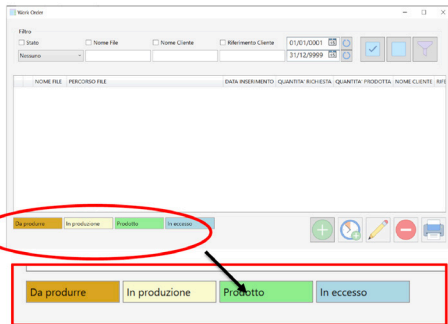 Work Order
Filtro
Stato
Nome File
Nome Cliente
Riferimento Cliente
01/01/0001
Nessuno
31/12/9999
NOME FILE
PERCORSO FILE
DATA INSERIMENTO
QUANTITA' RICHIESTA
QUANTITA' PRODOTTA
NOME CLIENTE
RIFE
Da produrre
In produzione
Prodotto
In eccesso
Da produrre
In produzione
Prodotto
In eccesso